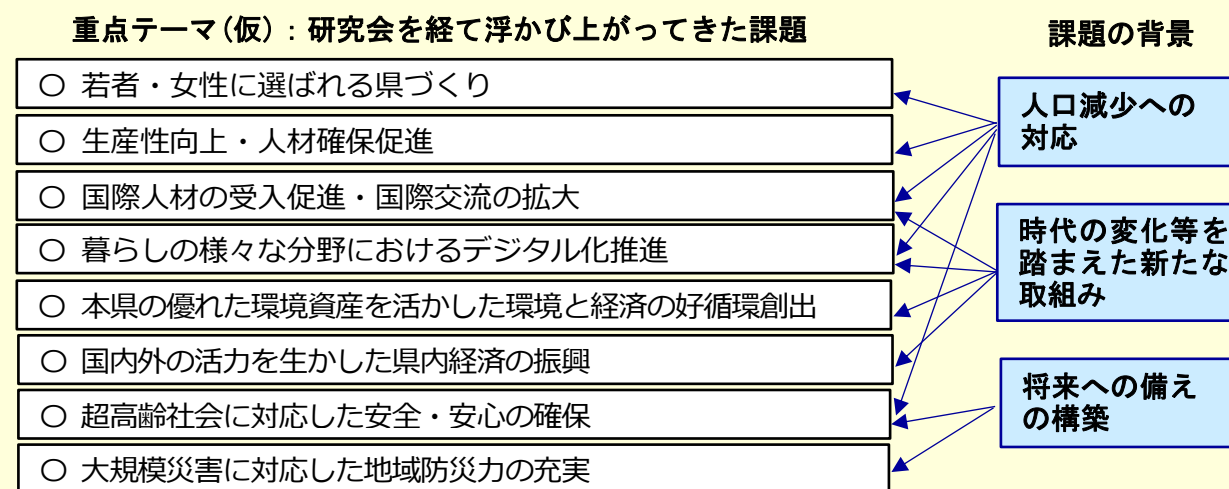 重点テーマ（仮）：研究会を経て浮かび上がってきた課題
課題の背景
〇 若者・女性に選ばれる県づくり
〇 生産性向上・人材確保促進
〇 国際人材の受入促進・国際交流の拡大
〇 暮らしの様々な分野におけるデジタル化推進
〇 本県の優れた環境資産を活かした環境と経済の好循環創出
〇 国内外の活力を生かした県内経済の振興
〇 超高齢社会に対応した安全・安心の確保
〇 大規模災害に対応した地域防災力の充実
人口減少への
対応
時代の変化等を
踏まえた新たな
取組み
将来への備え
の構築